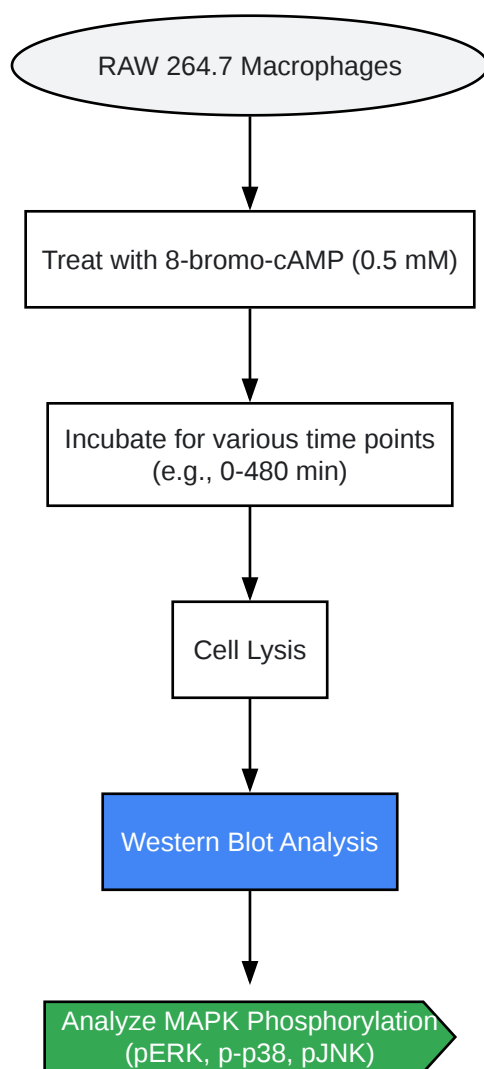 RAW 264.7 Macrophages
Treat with 8-bromo-cAMP (0.5 mM)
Incubate for various time points
(e.g., 0-480 min)
Cell Lysis
Western Blot Analysis
Analyze MAPK Phosphorylation
(pERK, p-p38, pJNK)